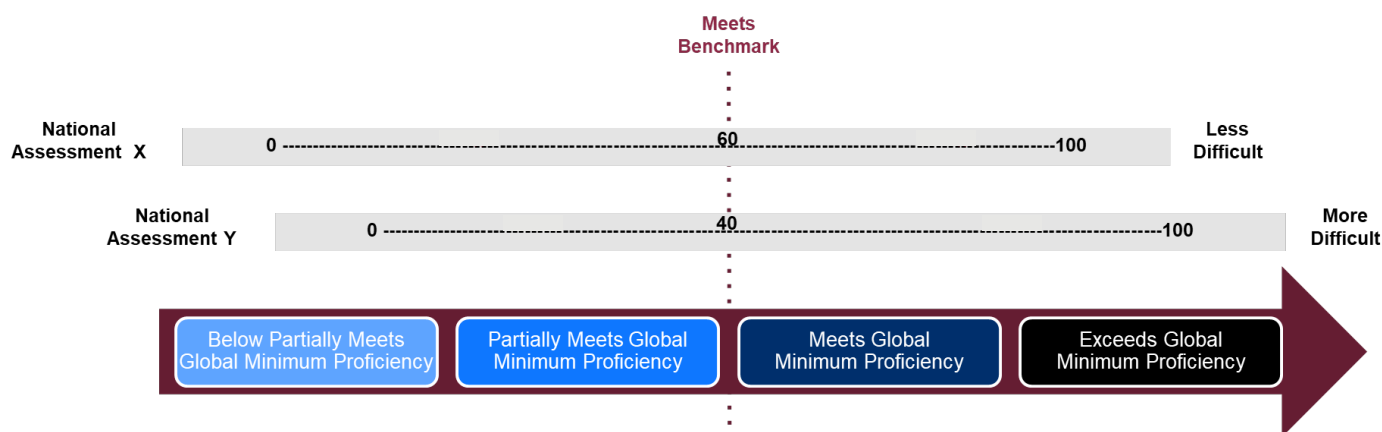 Meets
Benchmark
National
Assessment X
0 ---------------------------------------------------------60---------------------------------------------100
Less
Difficult
National
Assessment Y
0 -------------------------------------------40-------------------------------------------------------100
More
Difficult
Below Partially Meets
Global Minimum Proficiency
Partially Meets Global
Minimum Proficiency
Meets Global
Minimum Proficiency
Exceeds Global
Minimum Proficiency